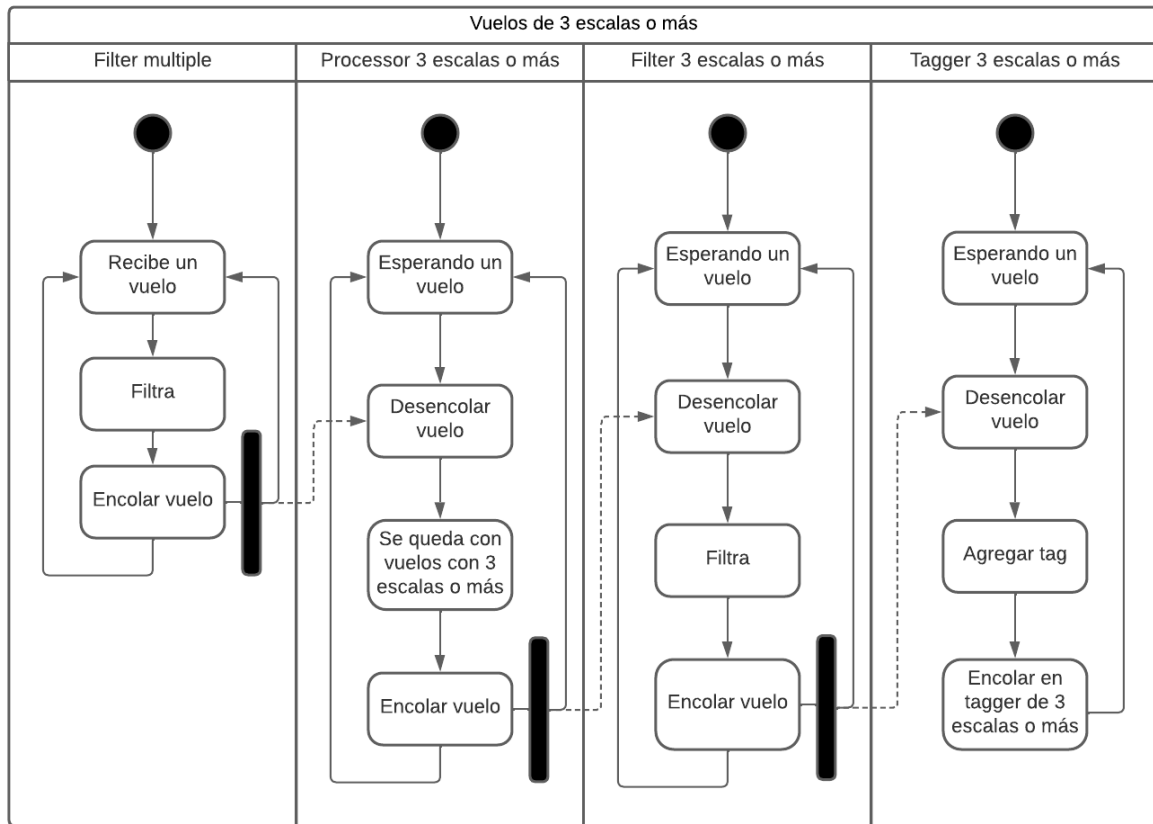 Vuelos de 3 escalas o más
Filter multiple
Processor 3 escalas o más
Filter 3 escalas o más
Tagger 3 escalas o más
Recibe un
vuelo
Filtra
Encolar vuelo
Esperando un
vuelo
Desencolar
vuelo
Se queda con
vuelos con 3
escalas o más
Encolar vuelo
Esperando un
vuelo
Desencolar
vuelo
Filtra
Encolar vuelo
Esperando un
vuelo
Desencolar
vuelo
Agregar tag
Encolar en
tagger de 3
escalas o más